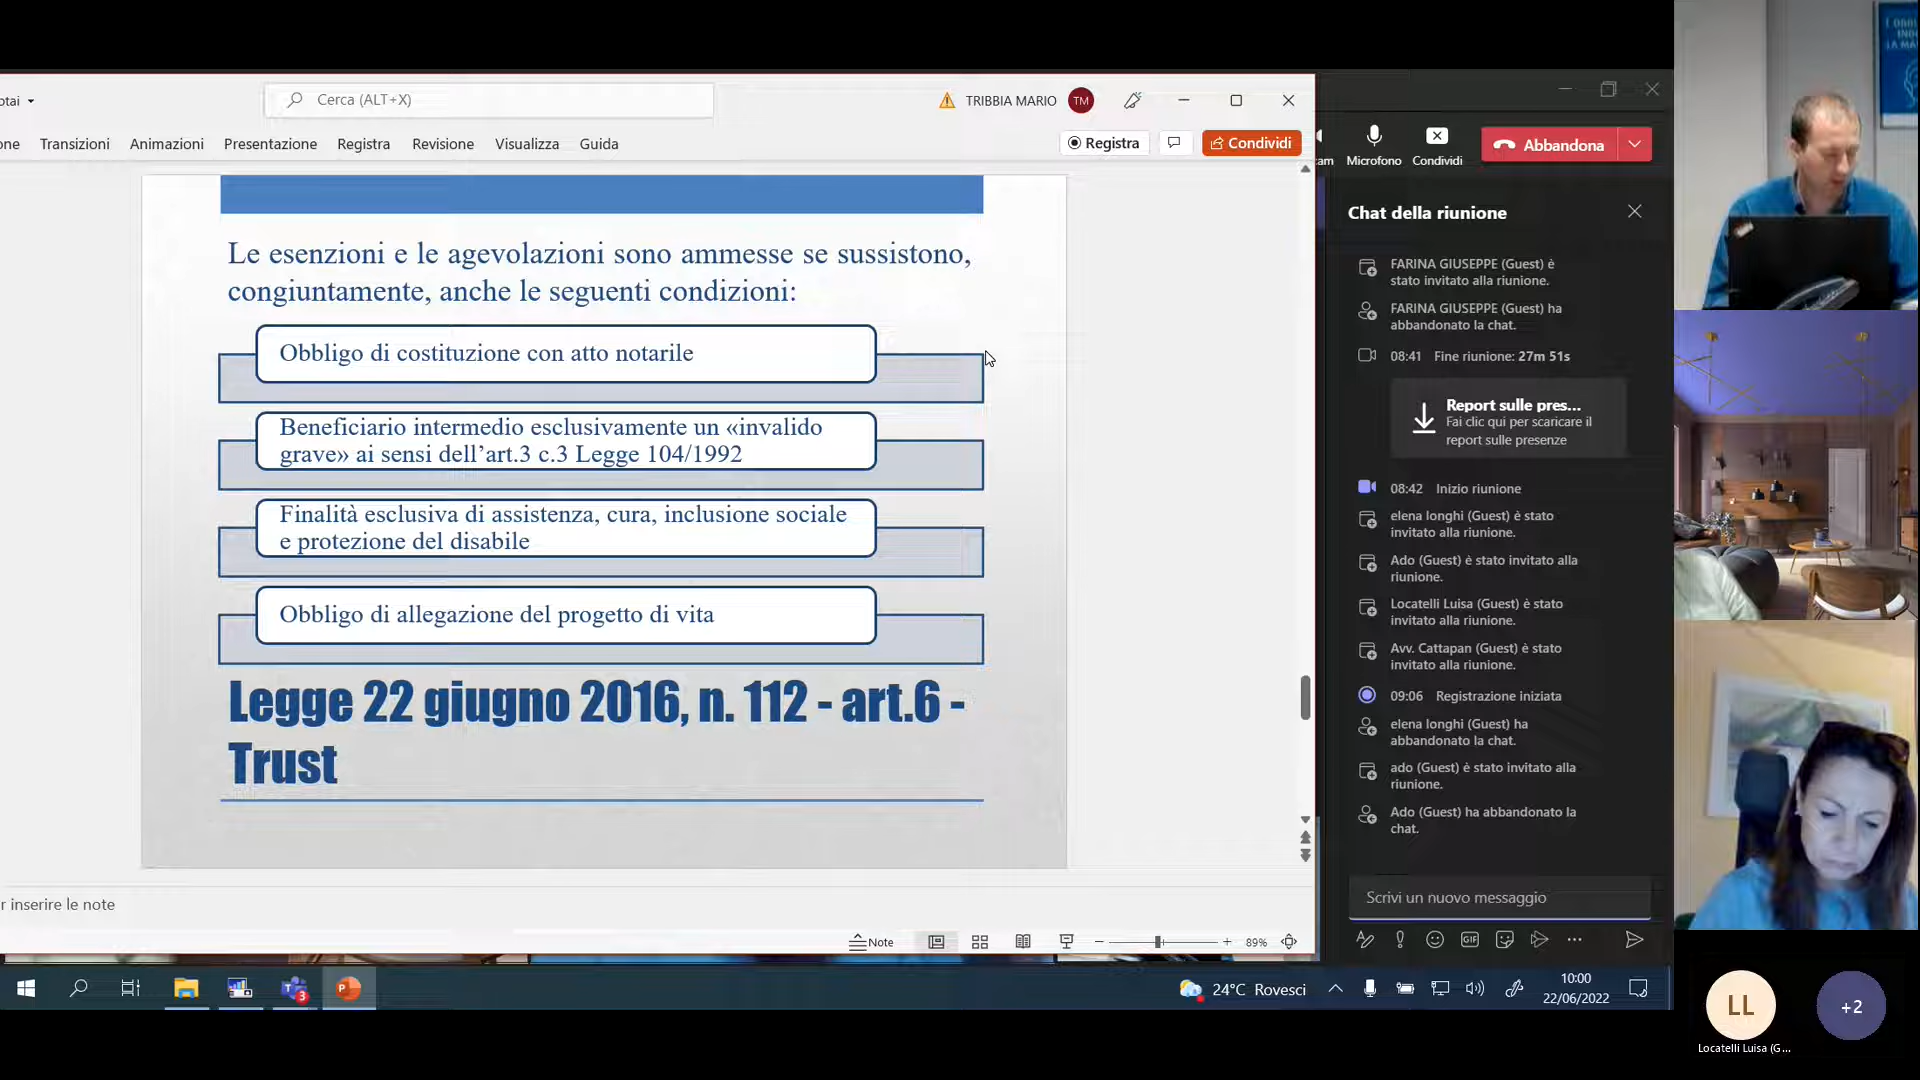 otai
Cerca (ALT+X)
TRIBBIA MARIO
TM
one
Transizioni
Animazioni
Presentazione
Registra
Revisione
Visualizza
Guida
Registra
Condividi
Le esenzioni e le agevolazioni sono ammesse se sussistono,
congiuntamente, anche le seguenti condizioni:
Obbligo di costituzione con atto notarile
Beneficiario intermedio esclusivamente un «invalido
grave» ai sensi dell’art.3 c.3 Legge 104/1992
Finalità esclusiva di assistenza, cura, inclusione sociale
e protezione del disabile
Obbligo di allegazione del progetto di vita
Legge 22 giugno 2016, n. 112 - art.6 -
Trust
r inserire le note
Note
89%
am
Microfono
Condividi
Abbandona
Chat della riunione
FARINA GIUSEPPE (Guest) è
stato invitato alla riunione.
FARINA GIUSEPPE (Guest) ha
abbandonato la chat.
08:41 Fine riunione: 27m 51s
Report sulle pres...
Fai clic qui per scaricare il
report sulle presenze
08:42 Inizio riunione
elena longhi (Guest) è stato
invitato alla riunione.
Ado (Guest) è stato invitato alla
riunione.
Locatelli Luisa (Guest) è stato
invitato alla riunione.
Avv. Cattapan (Guest) è stato
invitato alla riunione.
09:06 Registrazione iniziata
elena longhi (Guest) ha
abbandonato la chat.
ado (Guest) è stato invitato alla
riunione.
Ado (Guest) ha abbandonato la
chat.
Scrivi un nuovo messaggio
GIF
3
P
24°C Rovesci
10:00
22/06/2022
LL
+2
Locatelli Luisa (G...